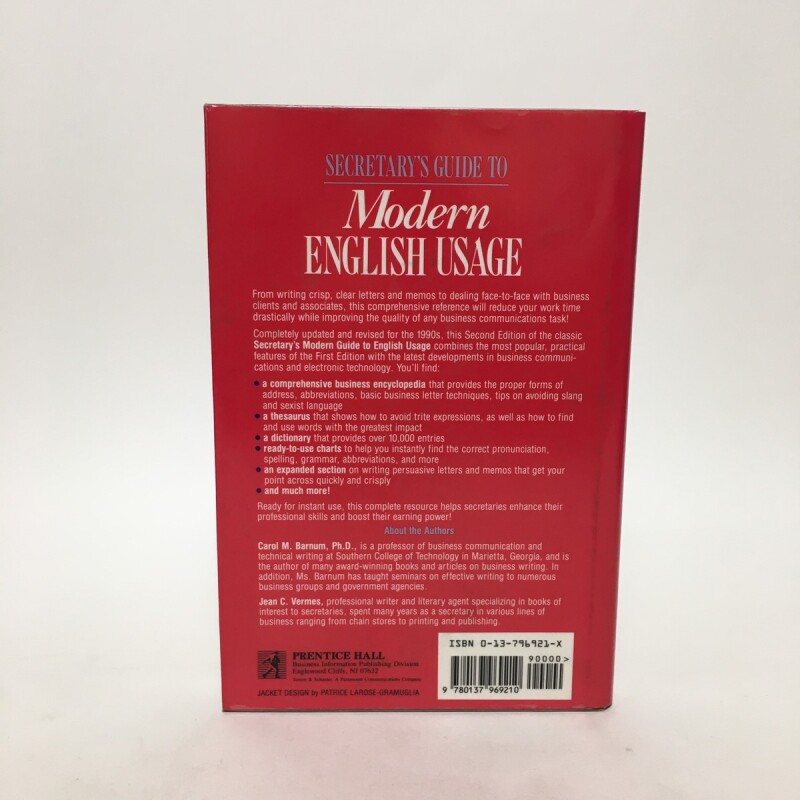 SECRETARY'S GUIDE TO
Modern
ENGLISH USAGE
From writing crisp, clear letters and memos to dealing face-to-face with business
clients and associates, this comprehensive reference will reduce your work time
drastically while improving the quality of any business communications task!
Completely updated and revised for the 1990s, this Second Edition of the classic
Secretary's Modern Guide to English Usage combines the most popular, practical
features of the First Edition with the latest developments in business communi-
cations and electronic technology. You'll find:
• a comprehensive business encyclopedia that provides the proper forms of
address, abbreviations, basic business letter techniques, tips on avoiding slang
and sexist language
• a thesaurus that shows how to avoid trite expressions, as well as how to find
and use words with the greatest impact
• a dictionary that provides over 10,000 entries
• ready-to-use charts to help you instantly find the correct pronunciation,
spelling, grammar, abbreviations, and more
• an expanded section on writing persuasive letters and memos that get your
point across quickly and crisply
• and much more!
Ready for instant use, this complete resource helps secretaries enhance their
professional skills and boost their earning power!
About the Authors
Carol M. Barnum, Ph.D., is a professor of business communication and
technical writing at Southern College of Technology in Marietta, Georgia, and is
the author of many award-winning books and articles on business writing. In
addition, Ms. Barnum has taught seminars on effective writing to numerous
business groups and government agencies.
Jean C. Vermes, professional writer and literary agent specializing in books of
interest to secretaries, spent many years as a secretary in various lines of
business ranging from chain stores to printing and publishing.
PRENTICE HALL
Business Information Publishing Division
Englewood Cliffs, NJ 07632
Simon & Schuster, A Paramount Communications Company
JACKET DESIGN by PATRICE LAROSE-GRAMUGLIA
ISBN 0-13-796921-X
90000>
9 780137 969210